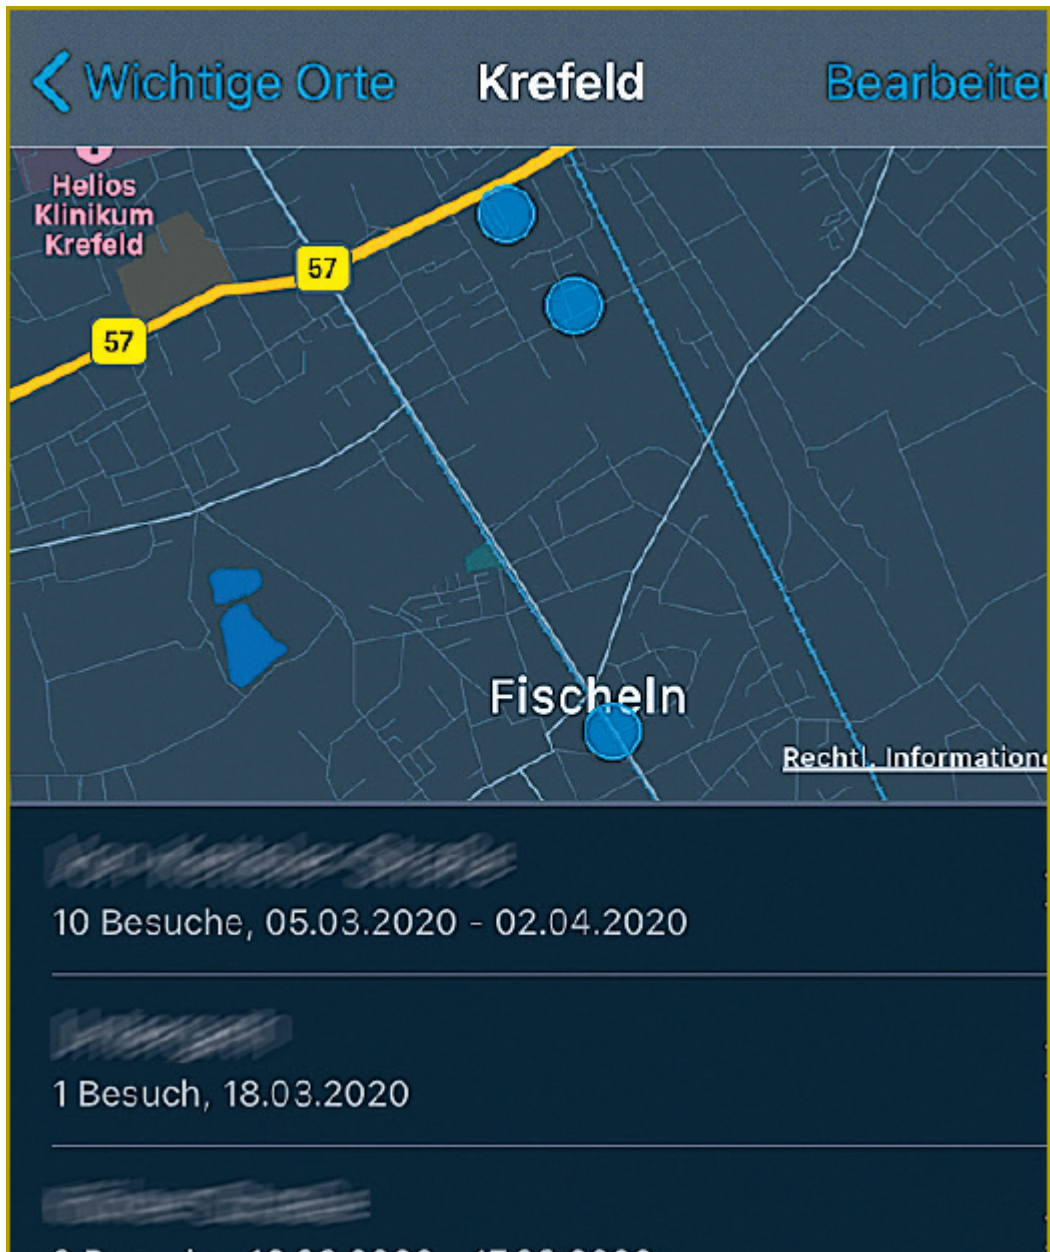 Wichtige Orte
Krefeld
Bearbeiten
Helios
Klinikum
Krefeld
57
57
Fischeln
Rechtl. Informatione
10 Besuche, 05.03.2020 - 02.04.2020
1 Besuch, 18.03.2020